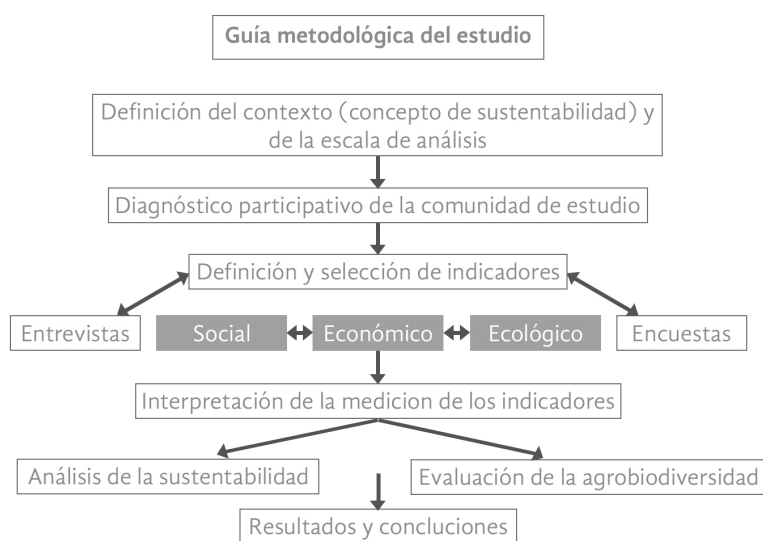 Guía metodológica del estudio
Definición del contexto (concepto de sustentabilidad) y
de la escala de análisis
Diagnóstico participativo de la comunidad de estudio
Definición y selección de indicadores
Entrevistas
Social
Económico
Ecológico
Encuestas
Interpretación de la medicion de los indicadores
Análisis de la sustentabilidad
Evaluación de la agrobiodiversidad
Resultados y concluciones